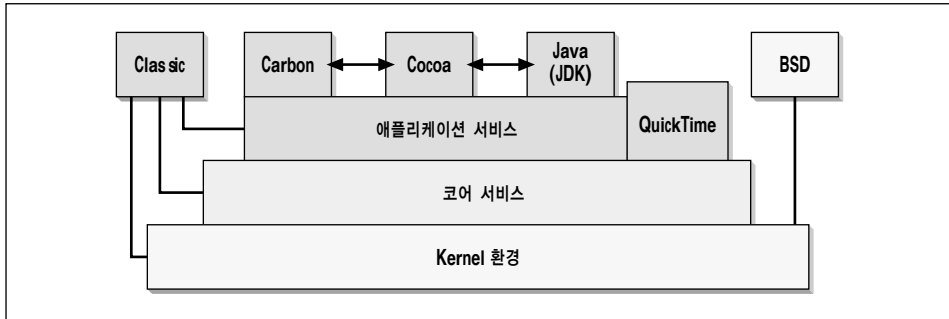 Classic
Carbon
Cocoa
Java
(JDK)
BSD
애플리케이션 서비스
QuickTime
코어 서비스
Kernel 환경